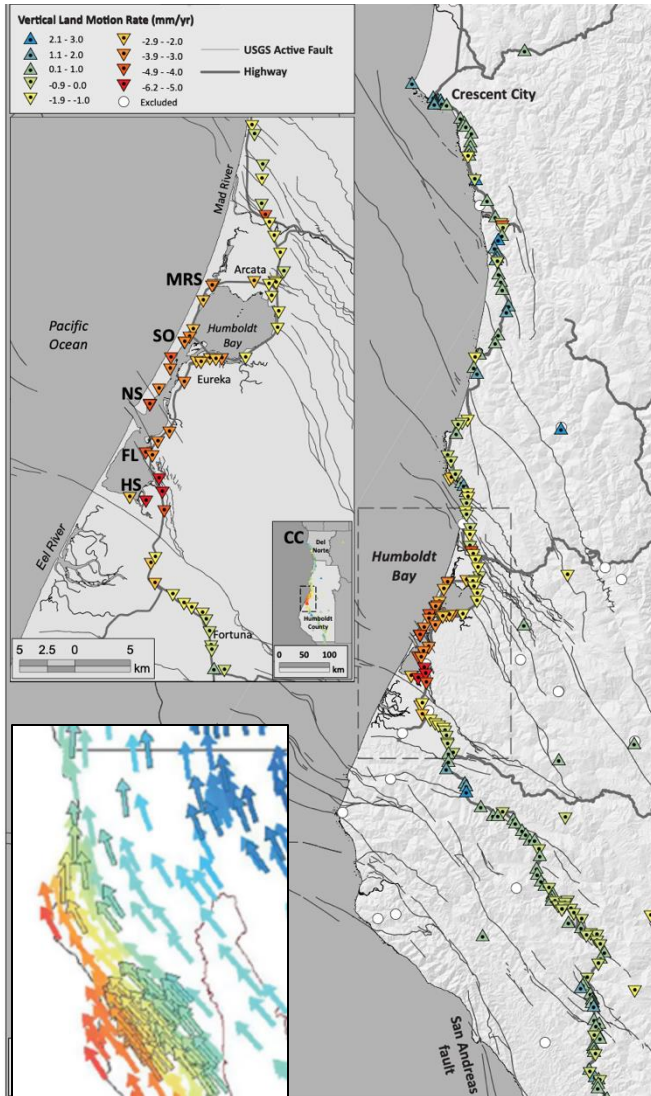 Vertical Land Motion Rate (mm/yr)
2.1 - 3.0
1.1 - 2.0
0.1 - 1.0
-0.9 - 0.0
-1.9 - -1.0
-2.9 - -2.0
-3.9 - -3.0
-4.9 - -4.0
-6.2 - -5.0
Excluded
USGS Active Fault
Highway
Crescent City
Mad River
MRS
Arcata
Pacific
Ocean
SO
Humboldt
Bay
Eureka
NS
FL
HS
Eel River
Fortuna
5 2.5 0 5
km
CC
Del
Norte
Humboldt
County
0 50 100
km
Humboldt
Bay
San Andreas
fault